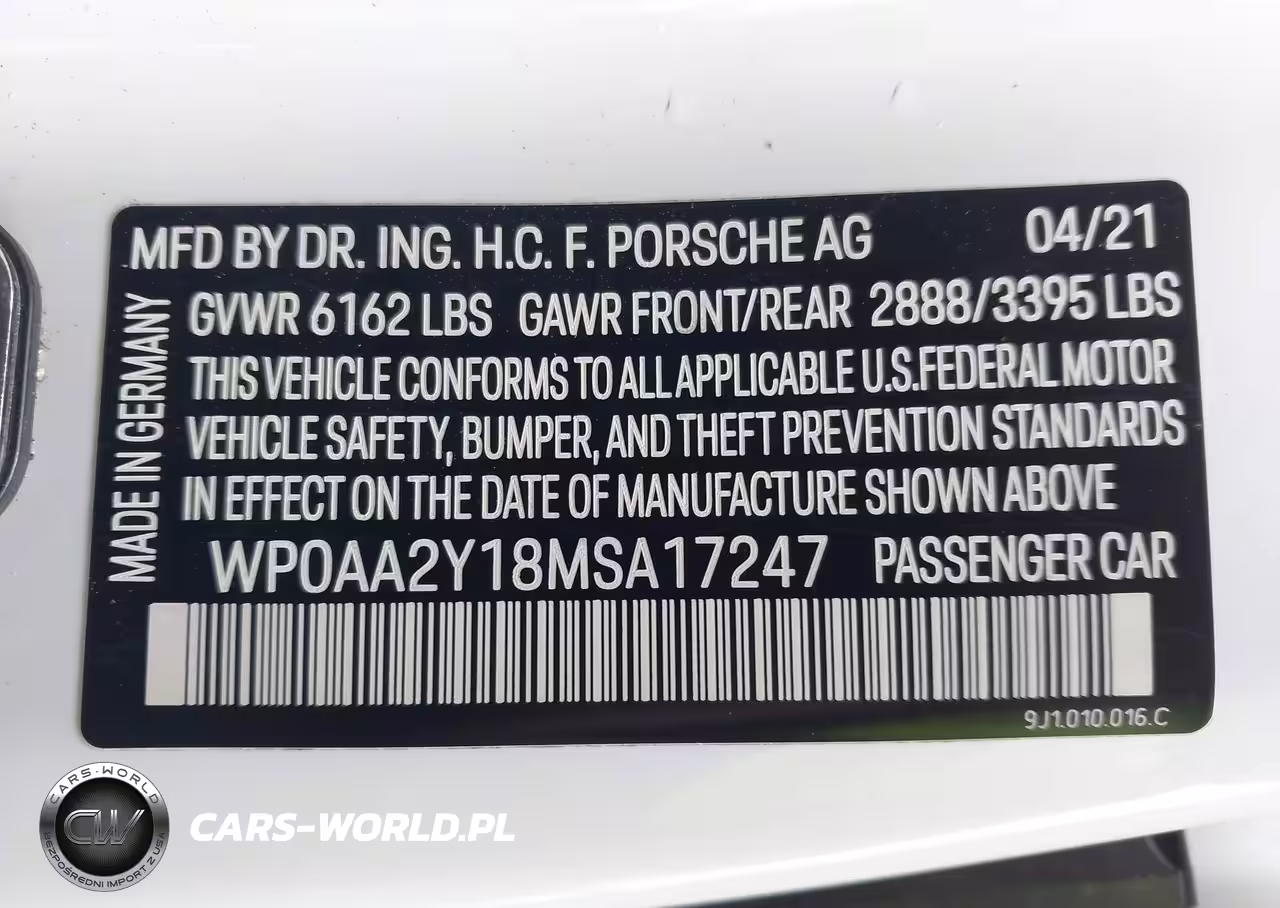 MFD BY DR. ING. H.C. F. PORSCHE AG 04/21
GVWR 6162 LBS GAWR FRONT/REAR 2888/3395 LBS
THIS VEHICLE CONFORMS TO ALL APPLICABLE U.S.FEDERAL MOTOR
VEHICLE SAFETY, BUMPER, AND THEFT PREVENTION STANDARDS
IN EFFECT ON THE DATE OF MANUFACTURE SHOWN ABOVE
WP0AA2Y18MSA17247 PASSENGER CAR
MADE IN GERMANY
9J1.010.016.C
CARS-WORLD
CW
BEZPOŚREDNI IMPORT Z USA
CARS-WORLD.PL